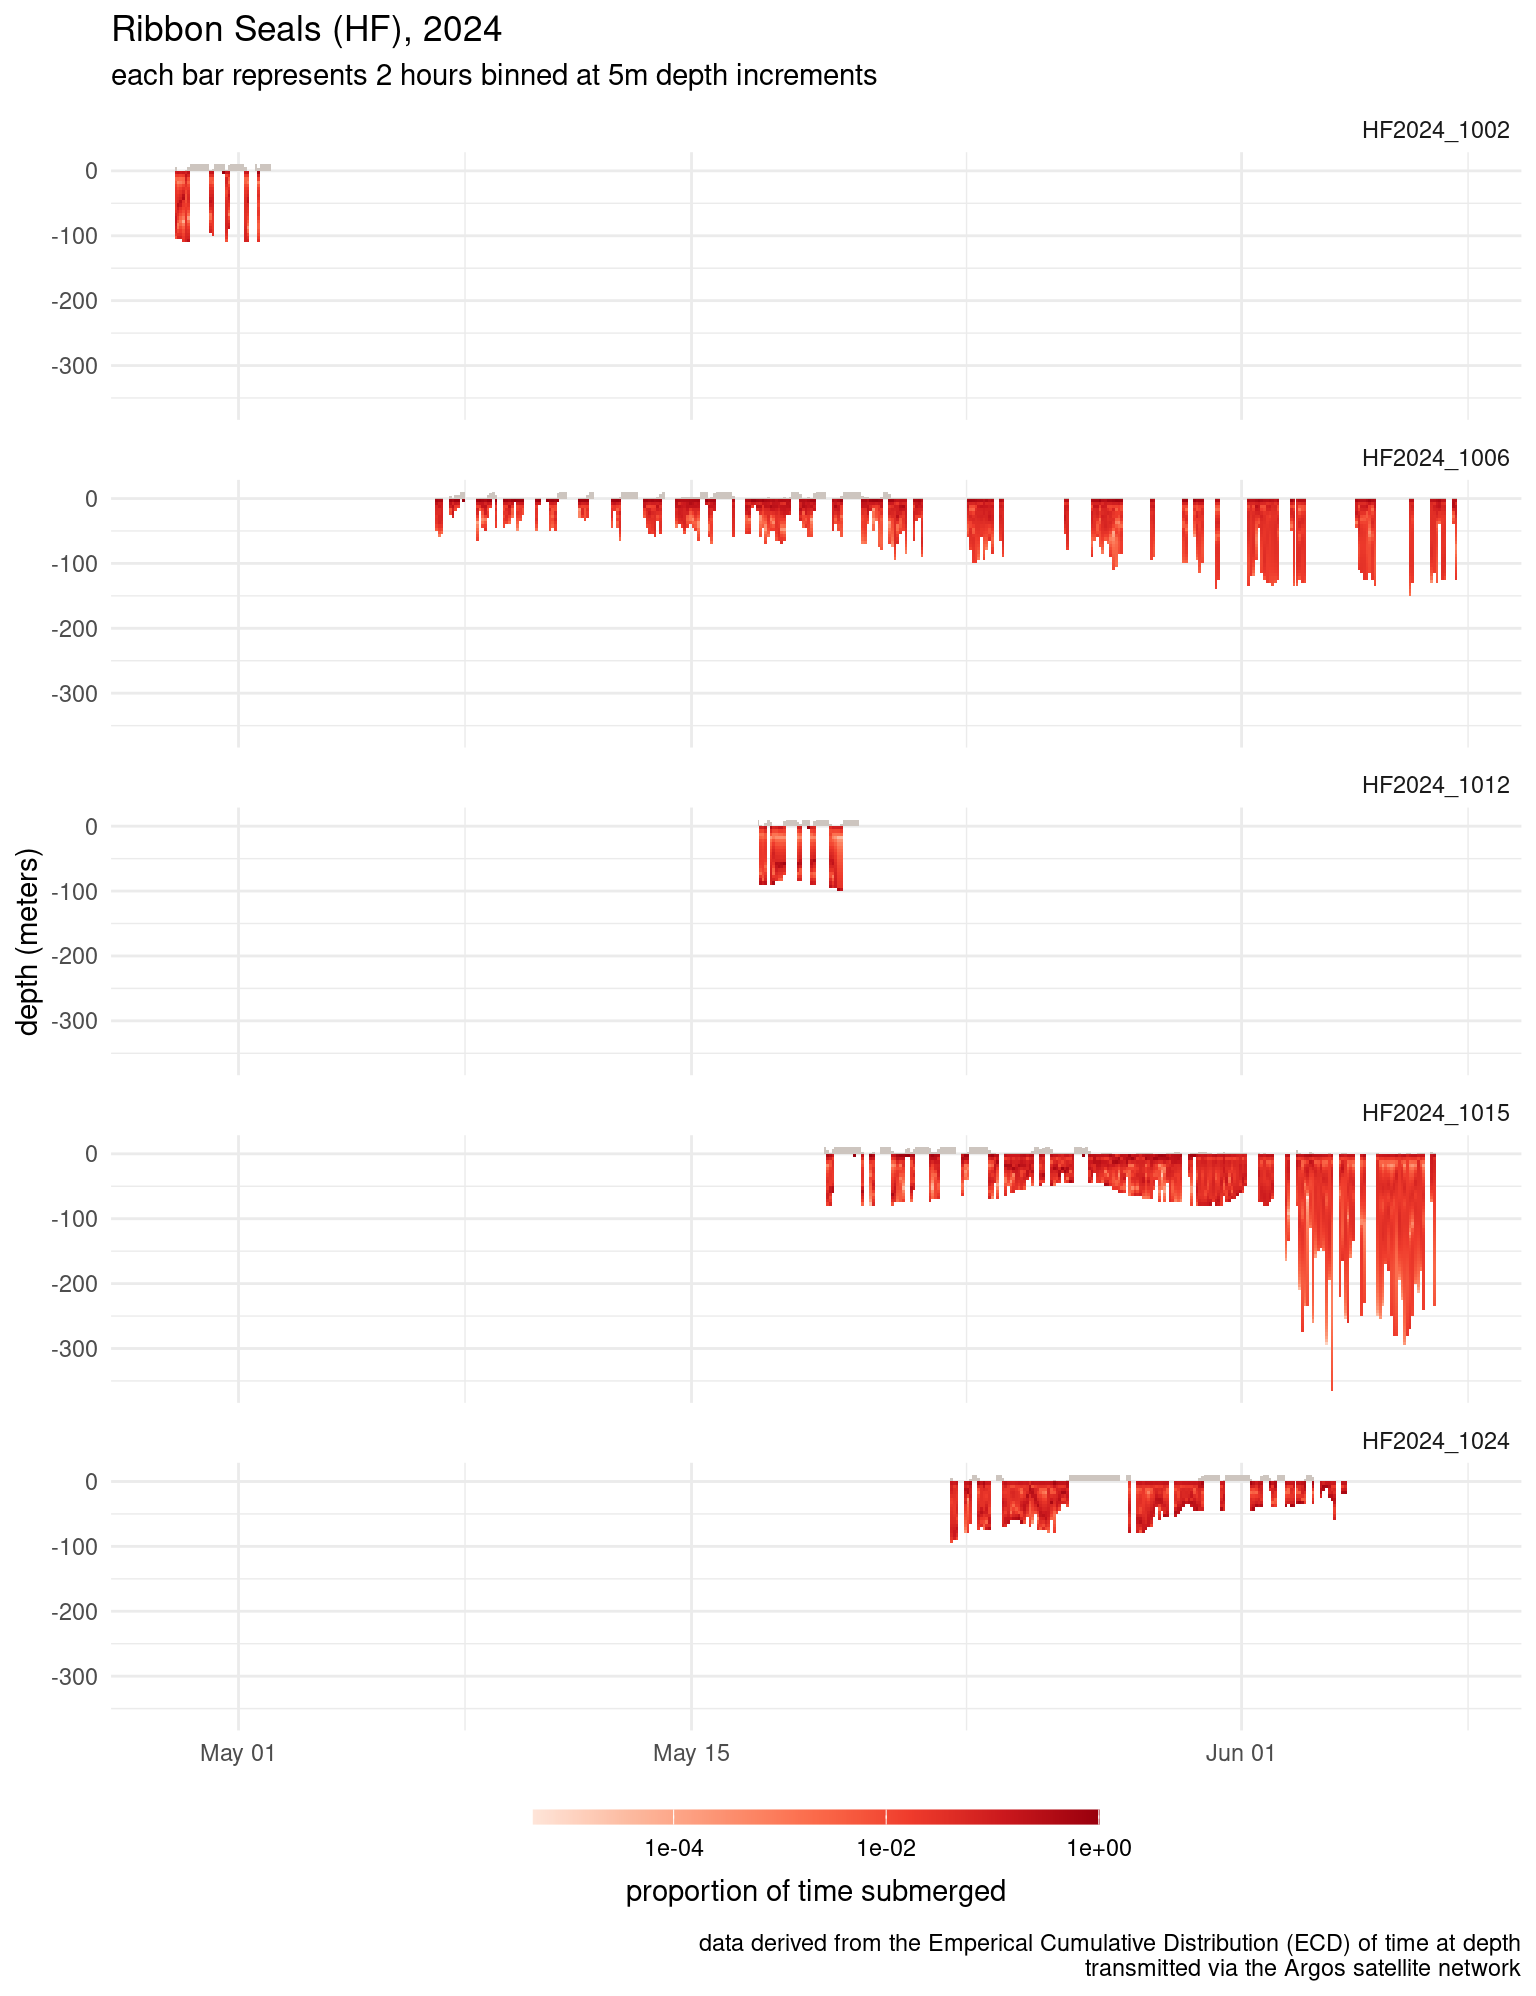 Ribbon Seals (HF), 2024
each bar represents 2 hours binned at 5m depth increments
HF2024_1002
0
-100
-200
-300
HF2024_1006
0
-100
-200
-300
HF2024_1012
0
-100
-200
-300
depth (meters)
HF2024_1015
0
-100
-200
-300
HF2024_1024
0
-100
-200
-300
May 01 May 15 Jun 01
1e-04 1e-02 1e+00
proportion of time submerged
data derived from the Emperical Cumulative Distribution (ECD) of time at depth
transmitted via the Argos satellite network